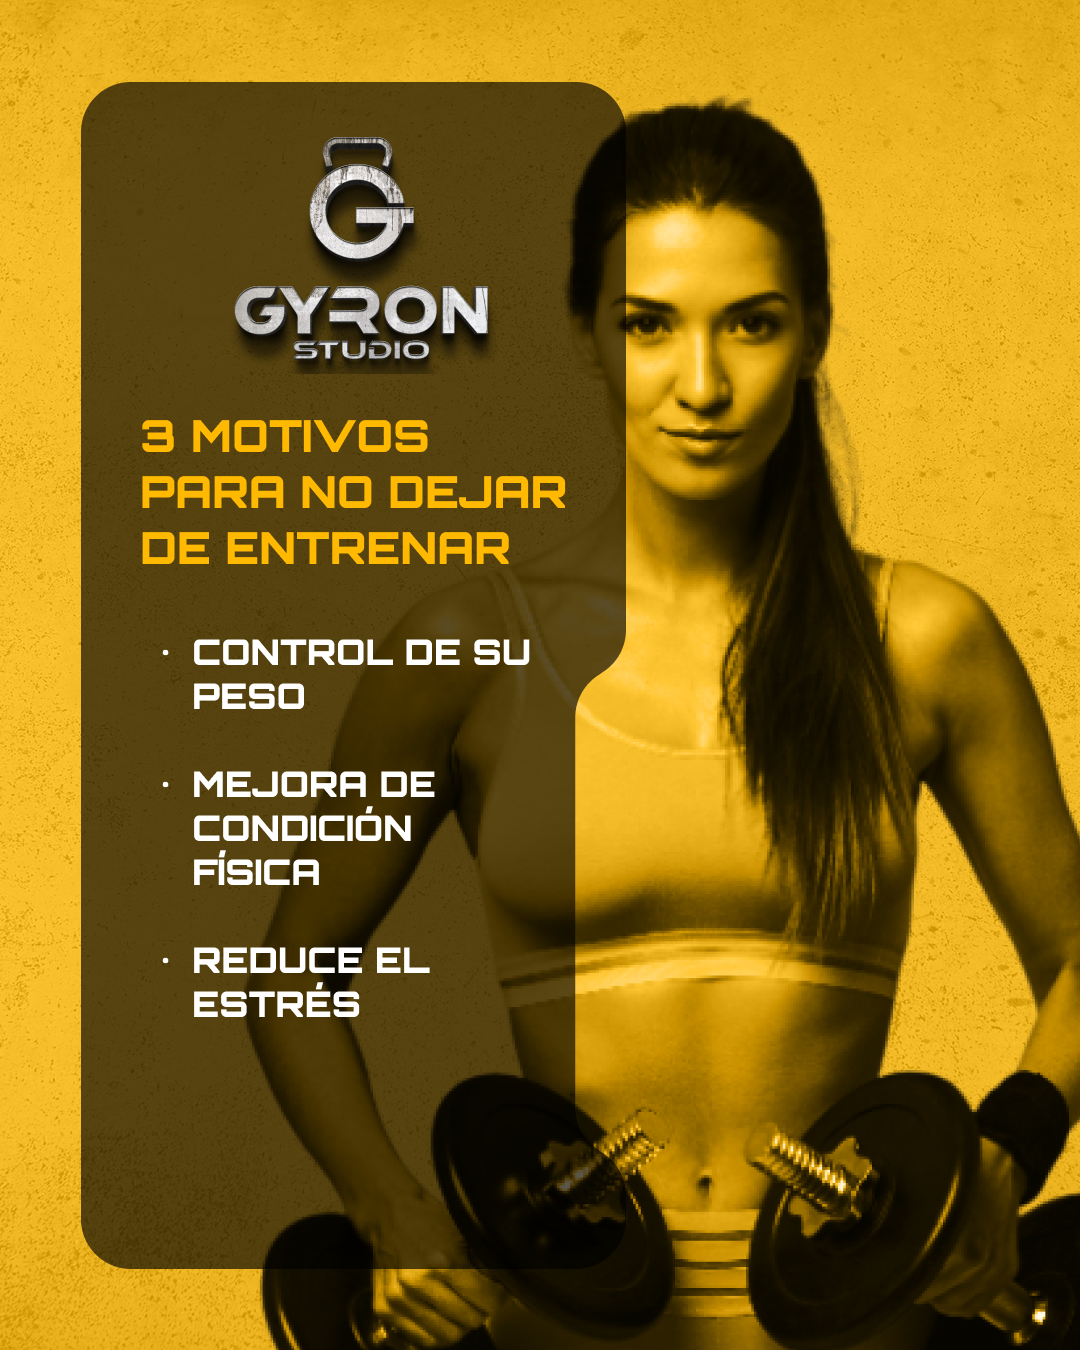 GYRON
STUDIO
3 MOTIVOS
PARA NO DEJAR
DE ENTRENAR
· CONTROL DE SU
PESO
· MEJORA DE
CONDICIÓN
FÍSICA
· REDUCE EL
ESTRÉS